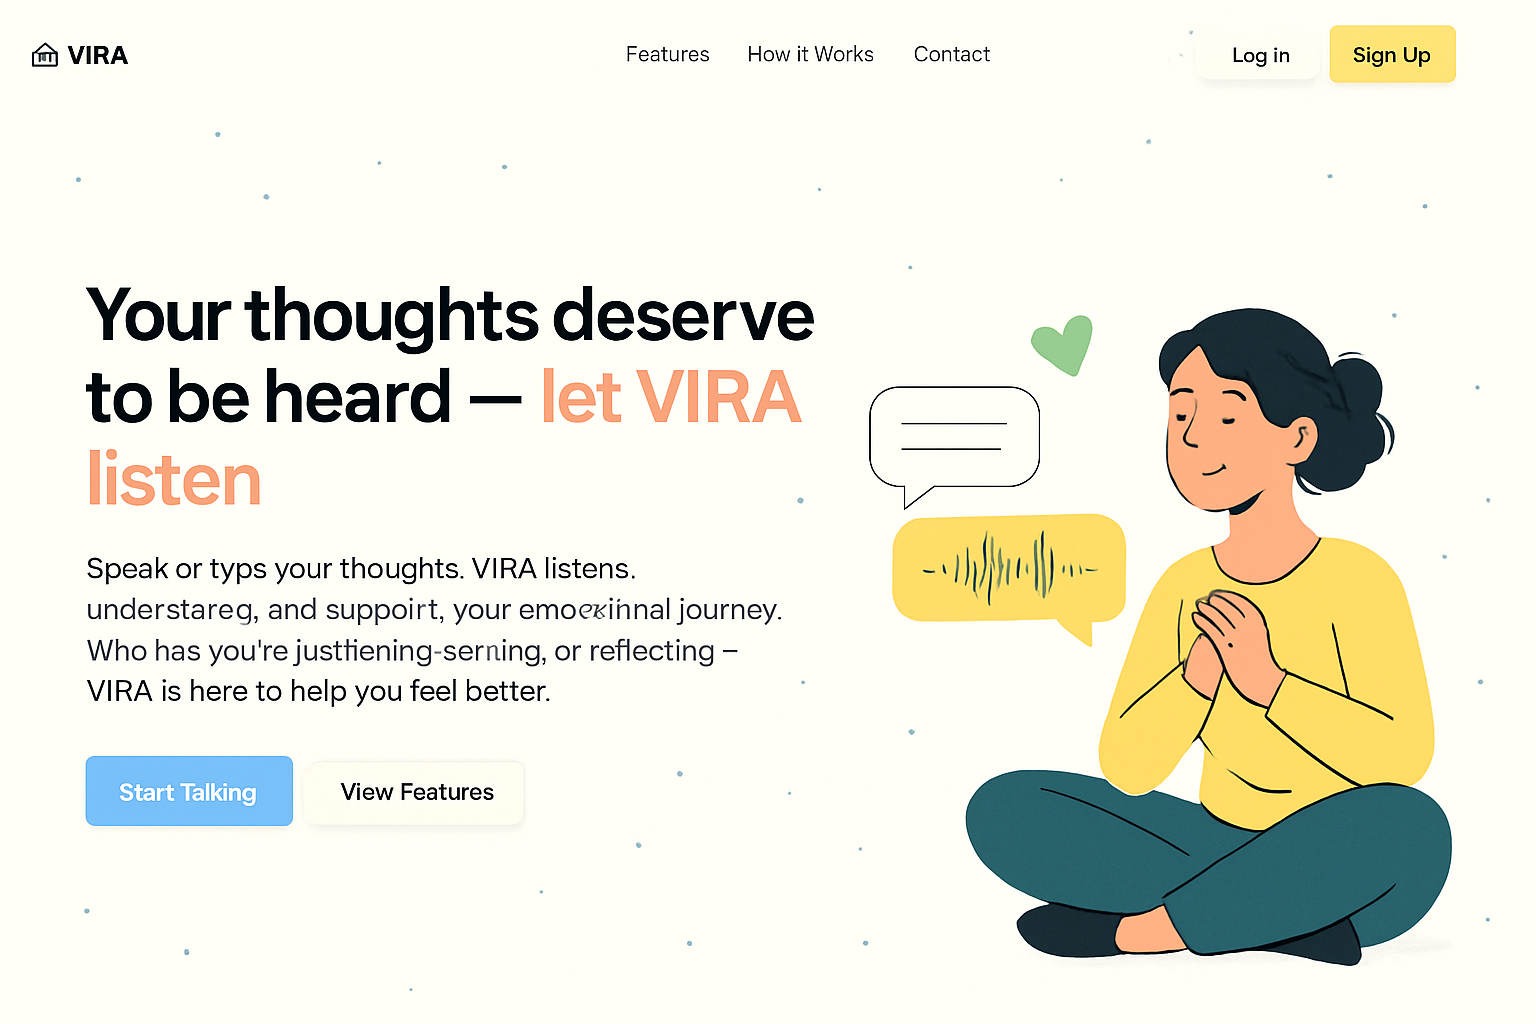 VIRA
Features
How it Works
Contact
Log in
Sign Up
Your thoughts deserve
to be heard — let VIRA
listen
Speak or typs your thoughts. VIRA listens.
understareg, and suppoirt, your journey.
Who has you're justfiening-serning, or reflecting –
VIRA is here to help you feel better.
Start Talking
View Features